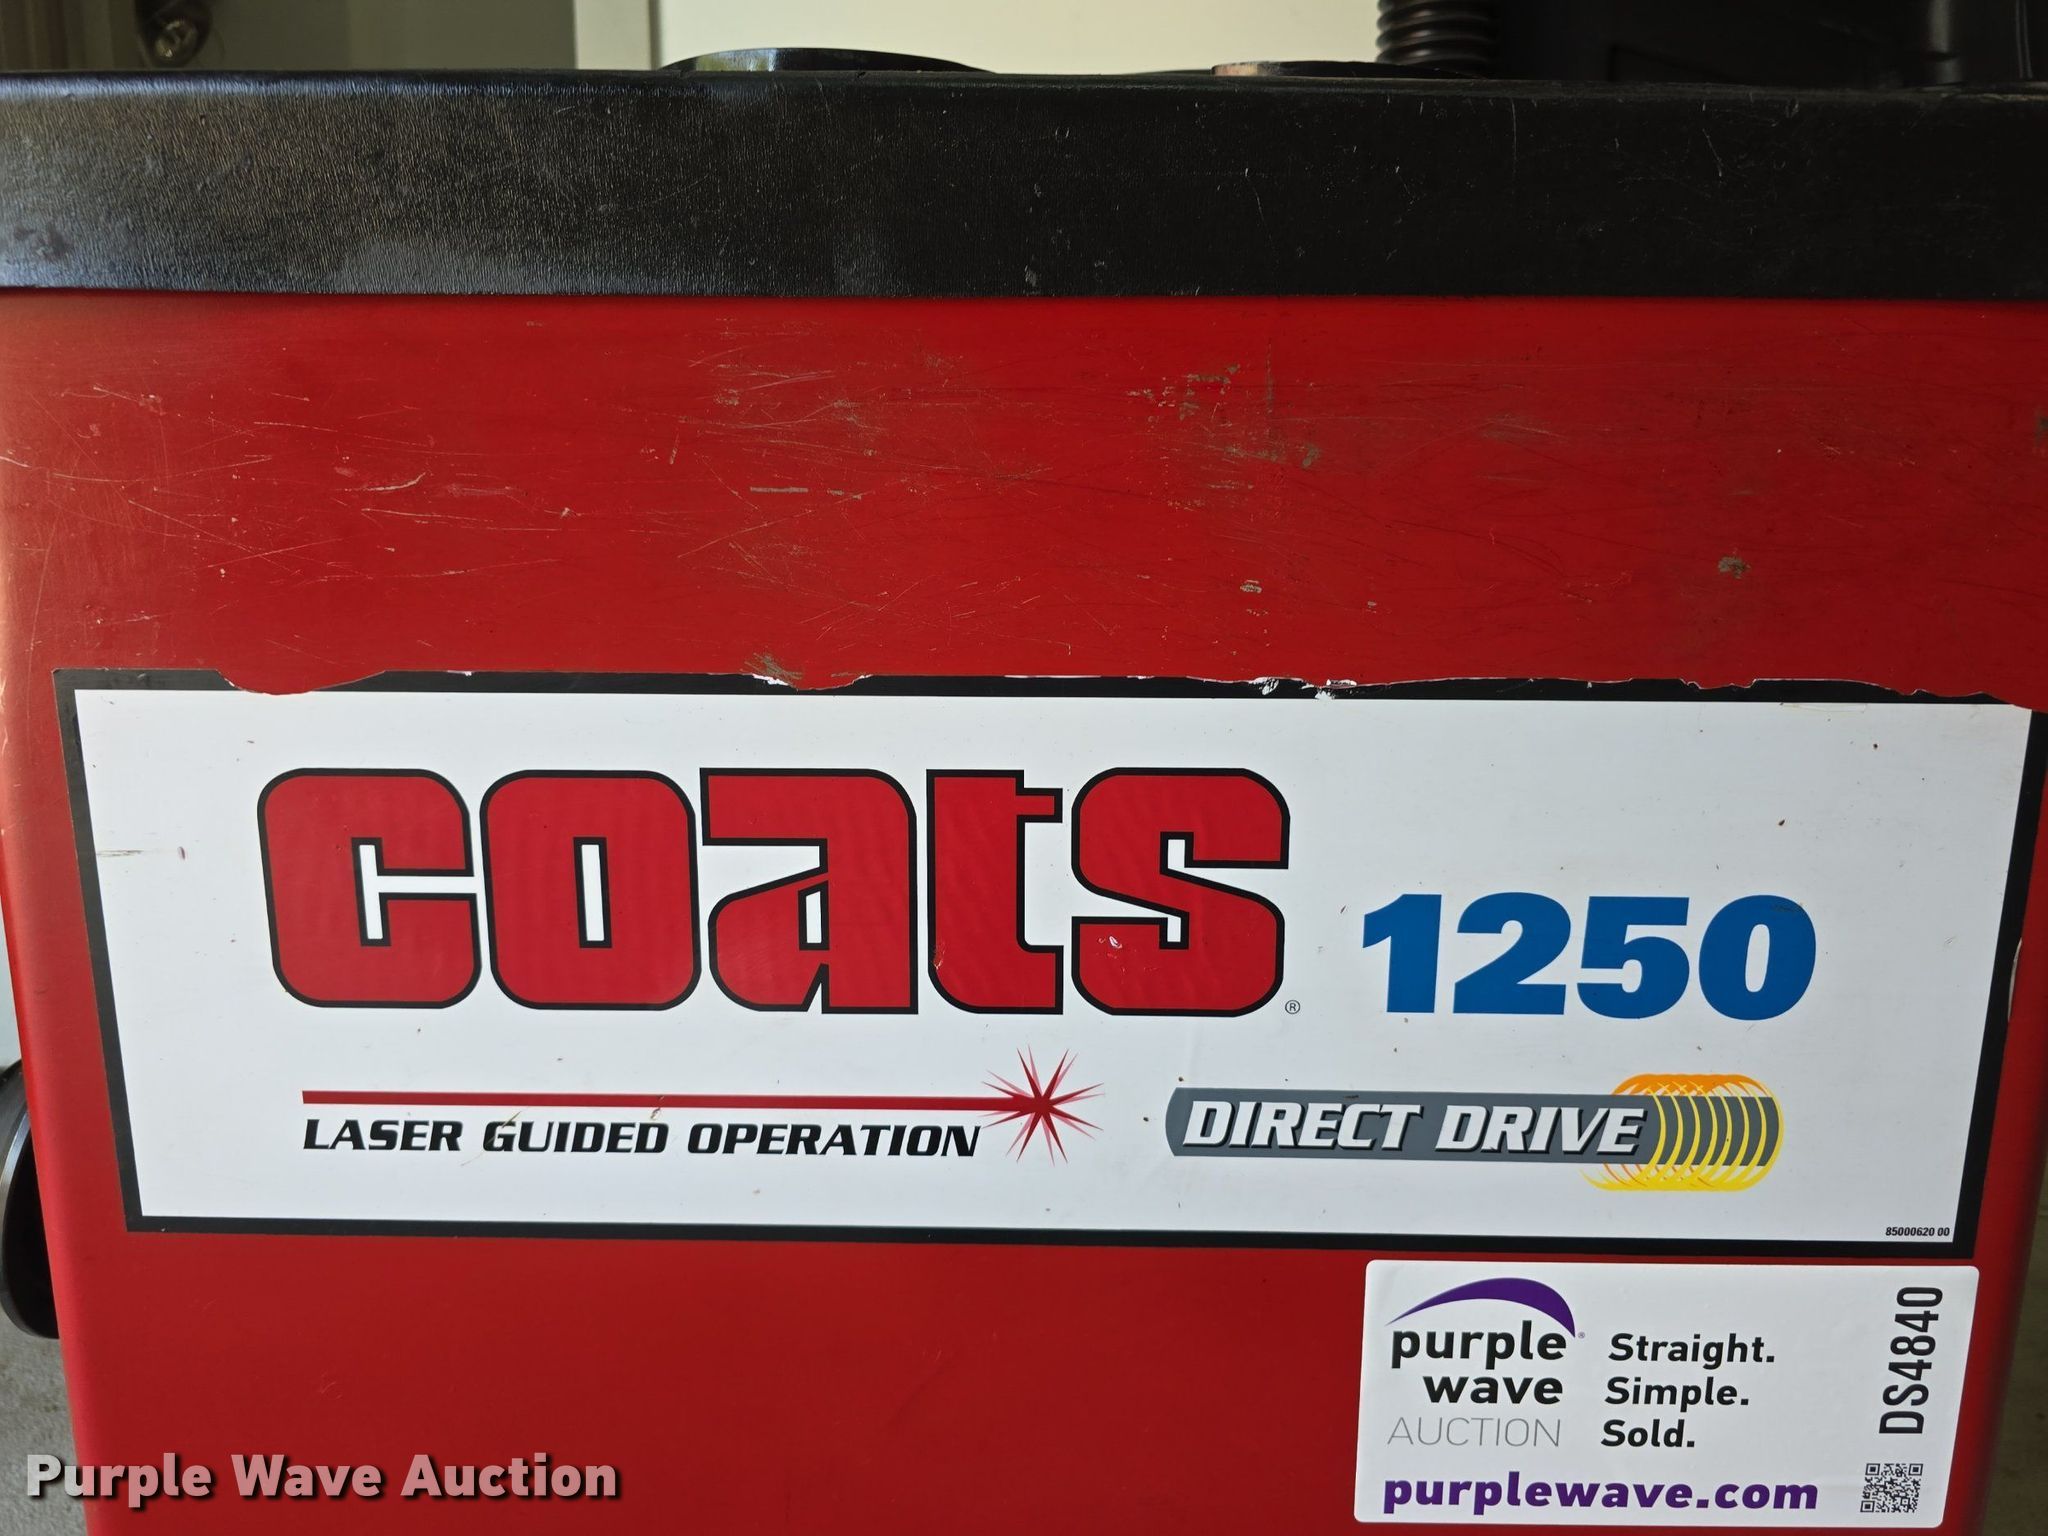 coats® 1250
LASER GUIDED OPERATION
DIRECT DRIVE
85000620 00
purple®
wave
AUCTION
Straight.
Simple.
Sold.
DS4840
purplewave.com
Purple Wave Auction